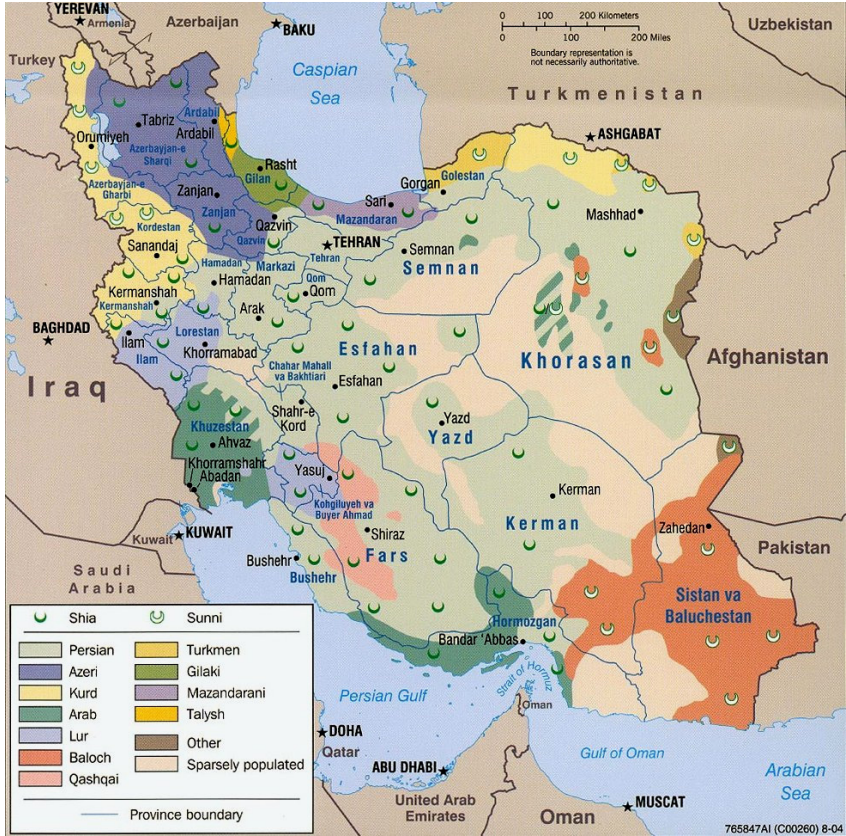 YEREVAN
Armenia
Azerbaijan
BAKU
Turkey
Caspian
Sea
0 100 200 Kilometers
0 100 200 Miles
Boundary representation is
not necessarily authoritative.
Uzbekistan
Turkmenistan
ASHGABAT
Tabriz
Ardabil
Ardabil
Orumiyeh
Azerbayjan-e
Sharqi
Rasht
Gilan
Golestan
Gorgan
Azerbayjan-e
Gharbi
Zanjan
Zanjan
Sari
Mazandaran
Mashhad
Kordestan
Qazvin
Qazvin
TEHRAN
Tehran
Sanandaj
Hamadan
Markazi
Semnan
Semnan
Kermanshah
Kermanshah
Hamadan
Qom
Qom
Arak
BAGHDAD
Ilam
Ilam
Lorestan
Khorramabad
Esfahan
Khorasan
Afghanistan
Iraq
Chahar Mahall
va Bakhtiari
Esfahan
Shahr-e
Kord
Yazd
Yazd
Khuzestan
Ahvaz
Khorramshahr
Abadan
Yasuj
Kohgiluyeh va
Buyer Ahmad
Kerman
Kerman
Zahedan
Kuwait
KUWAIT
Shiraz
Fars
Pakistan
Bushehr
Bushehr
Saudi
Arabia
Sistan va
Baluchestan
Hormozgan
Bandar 'Abbas
Strait of Hormuz
Oman
Persian Gulf
DOHA
Qatar
ABU DHABI
United Arab
Emirates
Gulf of Oman
Arabian
Sea
Oman
MUSCAT
Shia Sunni
Persian Turkmen
Azeri Gilaki
Kurd Mazandarani
Arab Talysh
Lur Other
Baloch Sparsely populated
Qashqai
Province boundary
765847AI (C00260) 8-04